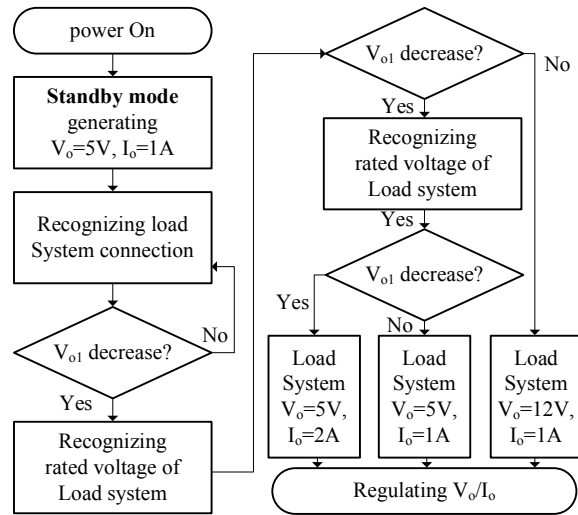 power On
Standby mode
generating
Vo=5V, Io=1A
Recognizing load
System connection
Vo1 decrease?
No
Yes
Recognizing
rated voltage of
Load system
Vo1 decrease?
No
Yes
Recognizing
rated voltage of
Load system
Yes
Vo1 decrease?
Yes
No
Load
System
Vo=5V,
Io=2A
Load
System
Vo=5V,
Io=1A
Load
System
Vo=12V,
Io=1A
Regulating Vo/Io